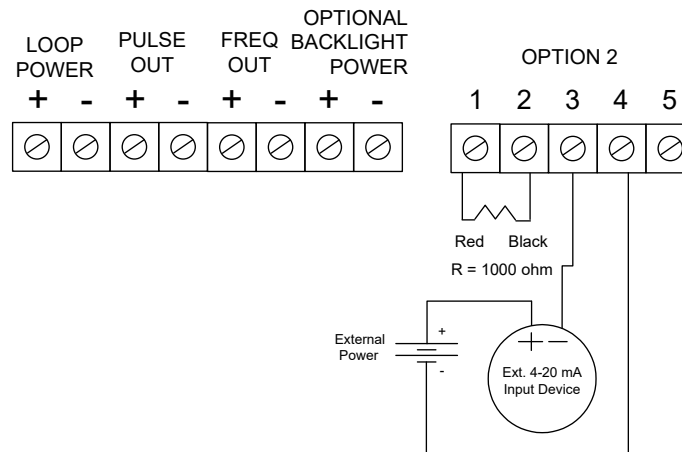 LOOP
POWER
PULSE
OUT
FREQ
OUT
OPTIONAL
BACKLIGHT
POWER
+ - + - + - + -
OPTION 2
1 2 3 4 5
Red Black
R = 1000 ohm
External
Power
+
-
+ -
Ext. 4-20 mA
Input Device